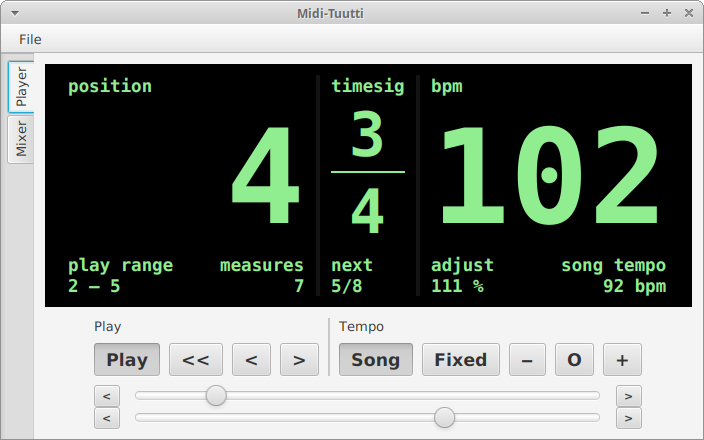 Midi-Tuutti
File
Player
Mixer
position
timesig
bpm
4
3
4
102
play range
measures
next
adjust
song tempo
2 – 5
7
5/8
111 %
92 bpm
Play
Tempo
Play
<<
<
>
Song
Fixed
–
O
+
<
>
<
>